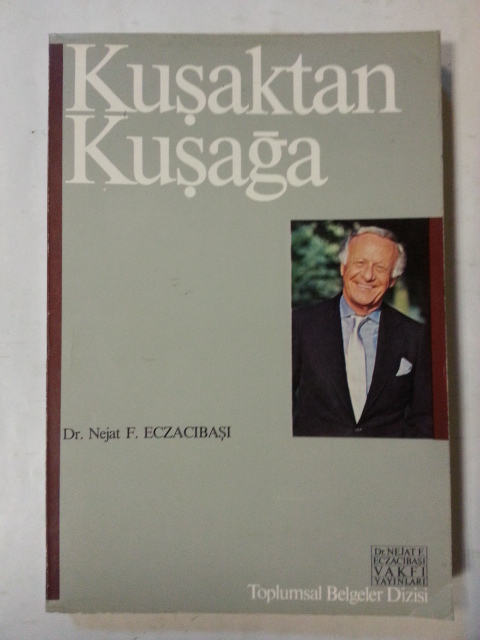 Kuşaktan
Kuşağa
Dr. Nejat F. ECZACIBAŞI
Dr. NEJAT F.
ECZACIBAŞI
VAKFI
YAYINLARI
Toplumsal Belgeler Dizisi